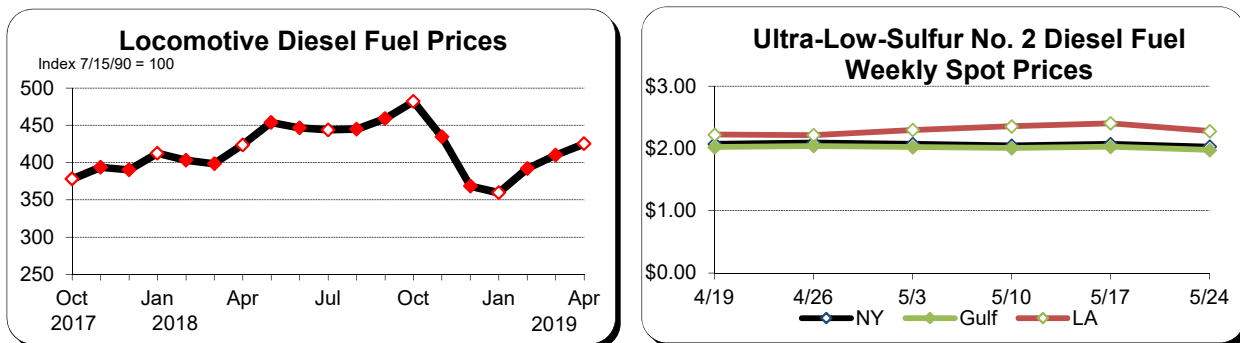 Locomotive Diesel Fuel Prices
Index 7/15/90 = 100
500
450
400
350
300
250
Oct Jan Apr Jul Oct Jan Apr
2017 2018 2019
Ultra-Low-Sulfur No. 2 Diesel Fuel
Weekly Spot Prices
$3.00
$2.00
$1.00
$0.00
4/19 4/26 5/3 5/10 5/17 5/24
NY Gulf LA